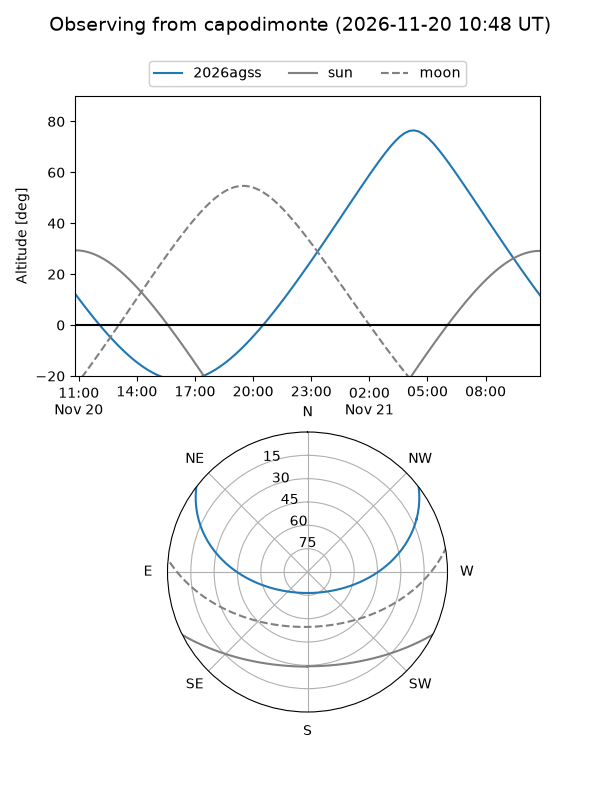 Observing from capodimonte (2026-11-20 10:48 UT)
2026agss sun moon
Altitude [deg]
80
60
40
20
0
−20
11:00 14:00 17:00 20:00 23:00 02:00 05:00 08:00
Nov 20 Nov 21
N
NE NW
15
30
45
60
75
E W
SE SW
S